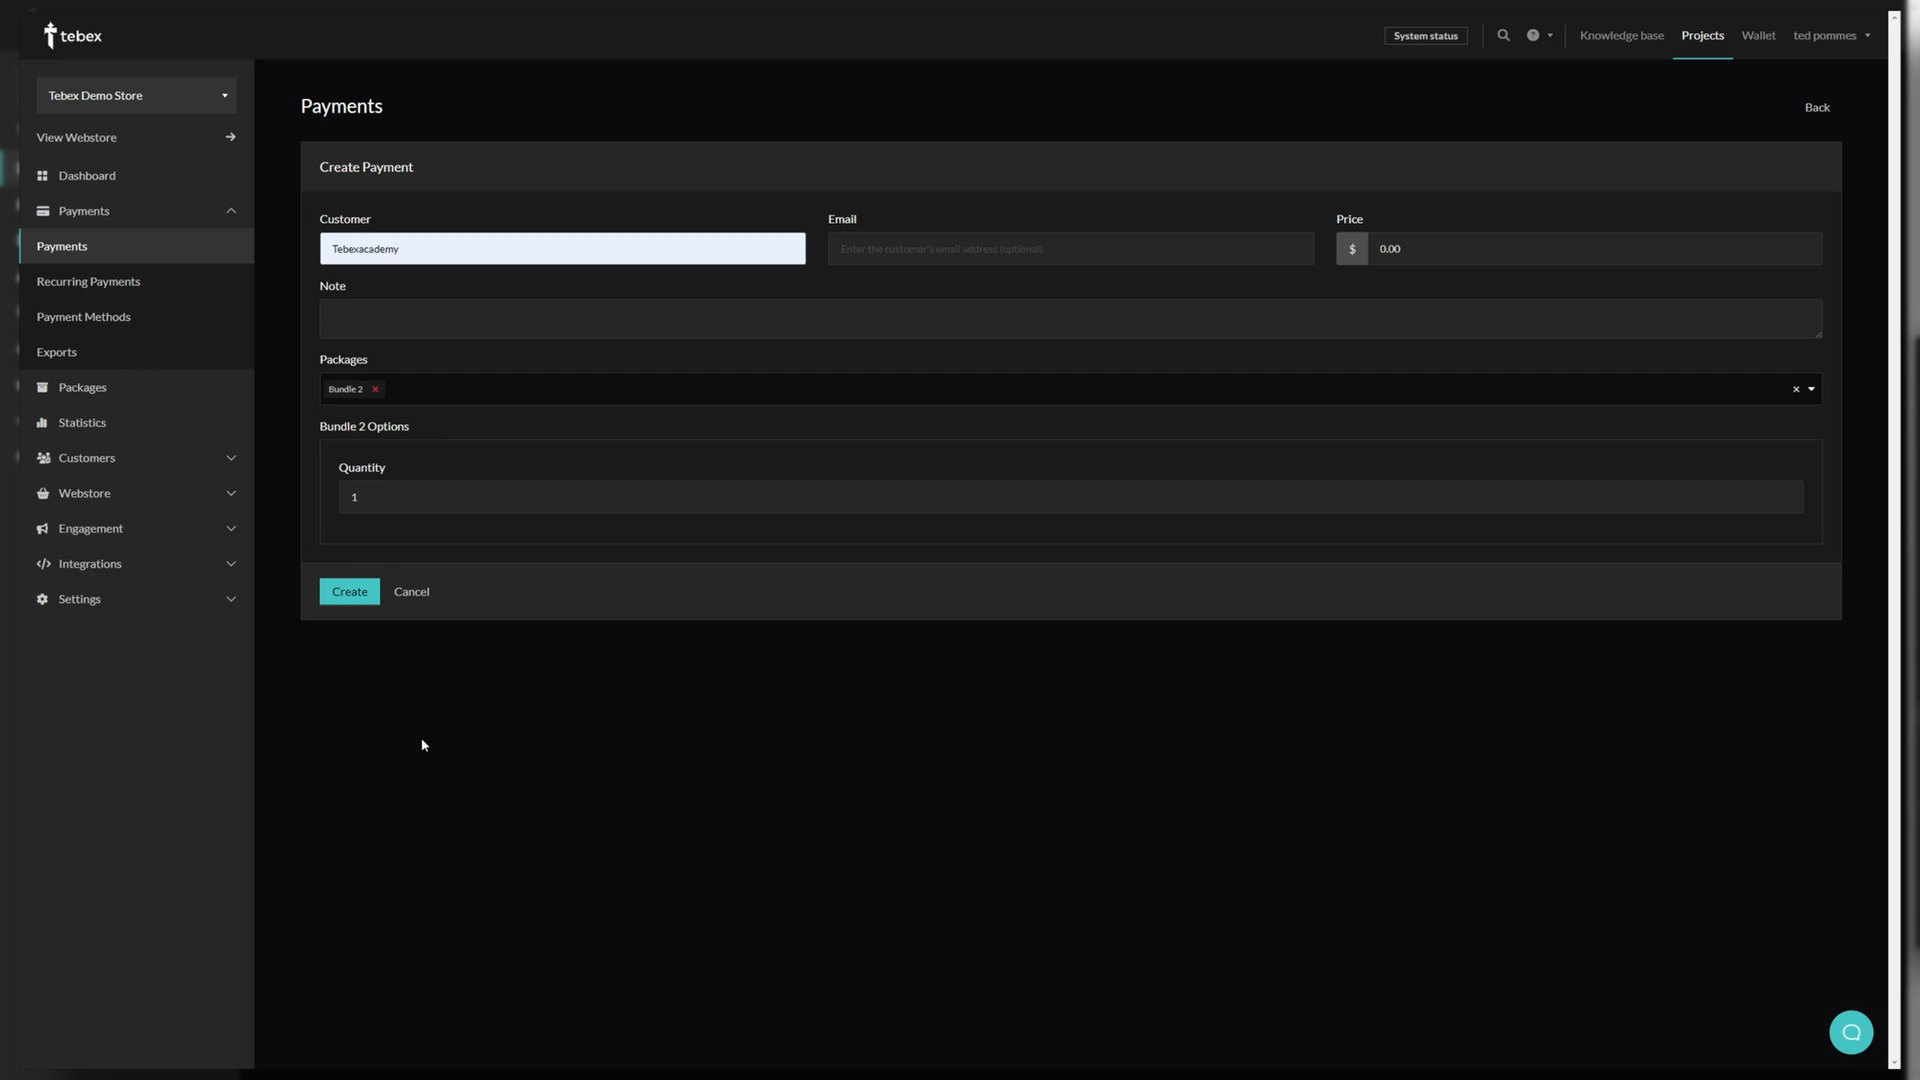 tebex
System status
Knowledge base
Projects
Wallet
ted pommes
Tebex Demo Store
View Webstore
Dashboard
Payments
Payments
Recurring Payments
Payment Methods
Exports
Packages
Statistics
Customers
Webstore
Engagement
Integrations
Settings
Payments
Back
Create Payment
Customer
Email
Price
Tebexacademy
Enter the customer's email address (optional)
$ 0.00
Note
Packages
Bundle 2
Bundle 2 Options
Quantity
1
Create
Cancel